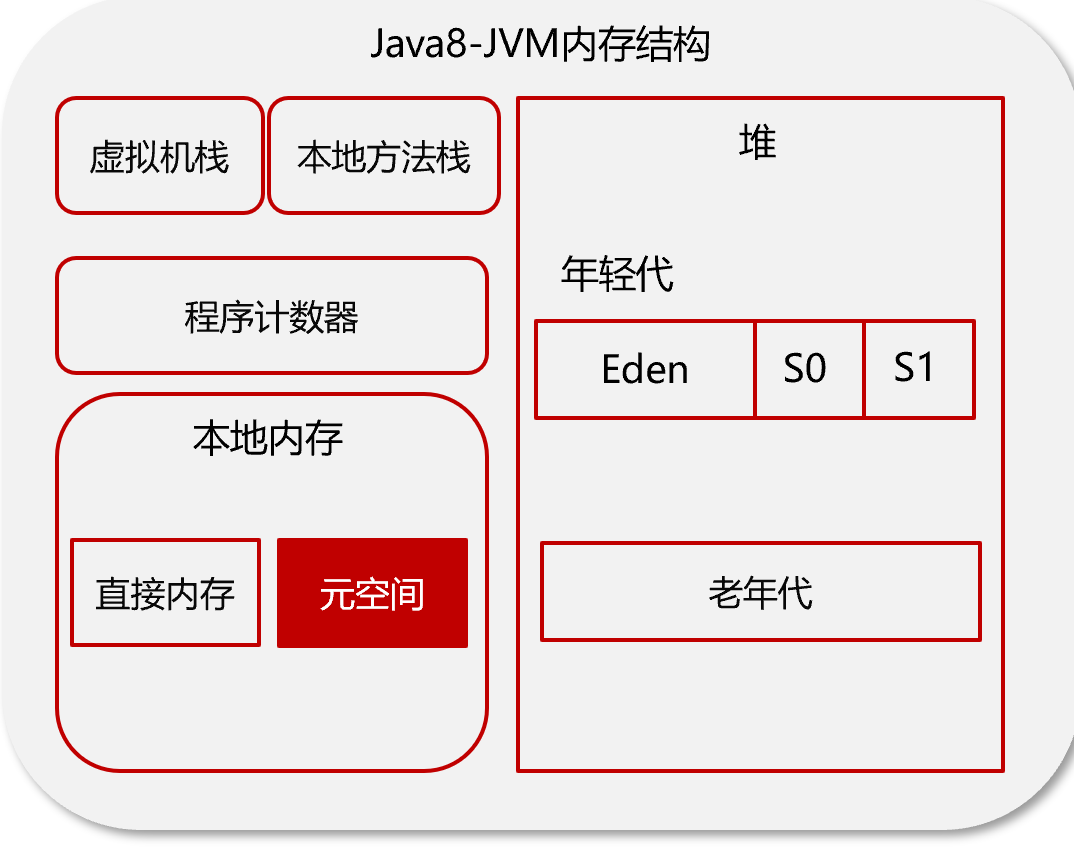 Java8-JVM内存结构
虚拟机栈
本地方法栈
程序计数器
本地内存
直接内存
元空间
堆
年轻代
Eden
S0
S1
老年代